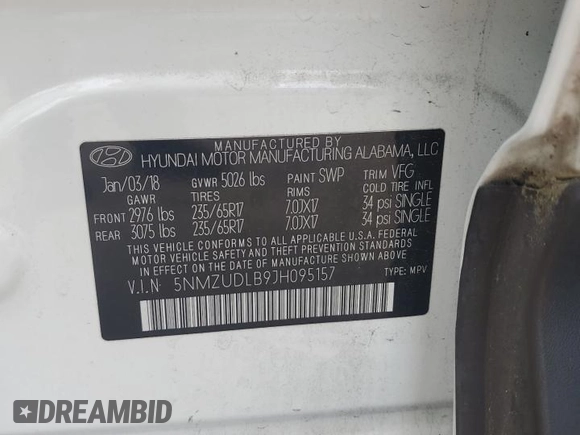 MANUFACTURED BY
HYUNDAI MOTOR MANUFACTURING ALABAMA, LLC
Jan/03/18 GVWR 5026 lbs PAINT SWP TRIM VFG
GAWR TIRES RIMS COLD TIRE INFL
FRONT 2976 lbs 235/65R17 7.0JX17 34 psi SINGLE
REAR 3075 lbs 235/65R17 7.0JX17 34 psi SINGLE
THIS VEHICLE CONFORMS TO ALL APPLICABLE U.S.A. FEDERAL
MOTOR VEHICLE SAFETY AND THEFT PREVENTION STANDARDS
IN EFFECT ON THE DATE OF MANUFACTURE SHOWN ABOVE.
V.I.N: 5NMZUDLB9JH095157 TYPE: MPV
DREAMBID